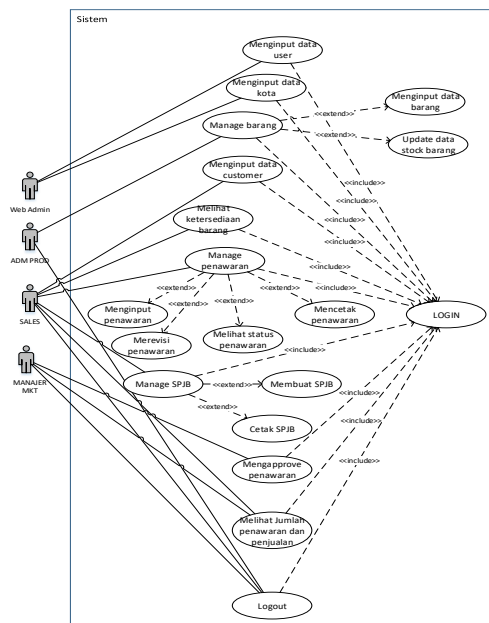 Sistem
Menginput data
user
Menginput data
kota
<<extend>>
Menginput data
barang
Manage barang
<<extend>>
Update data
stock barang
Menginput data
customer
<<include>>
<<include>>
<<include>>
<<include>>
Web Admin
Melihat
ketersediaan
barang
<<include>>
ADM PROD
Manage
penawaran
<<include>>
<<extend>>
<<extend>>
<<extend>>
<<extend>>
SALES
Menginput
penawaran
Mencetak
penawaran
LOGIN
Merevisi
penawaran
Melihat status
penawaran
MANAJER
MKT
<<include>>
Manage SPJB
<<extend>>
Membuat SPJB
<<extend>>
<<include>>
Cetak SPJB
<<include>>
Mengapprove
penawaran
<<include>>
Melihat Jumlah
penawaran dan
penjualan
Logout